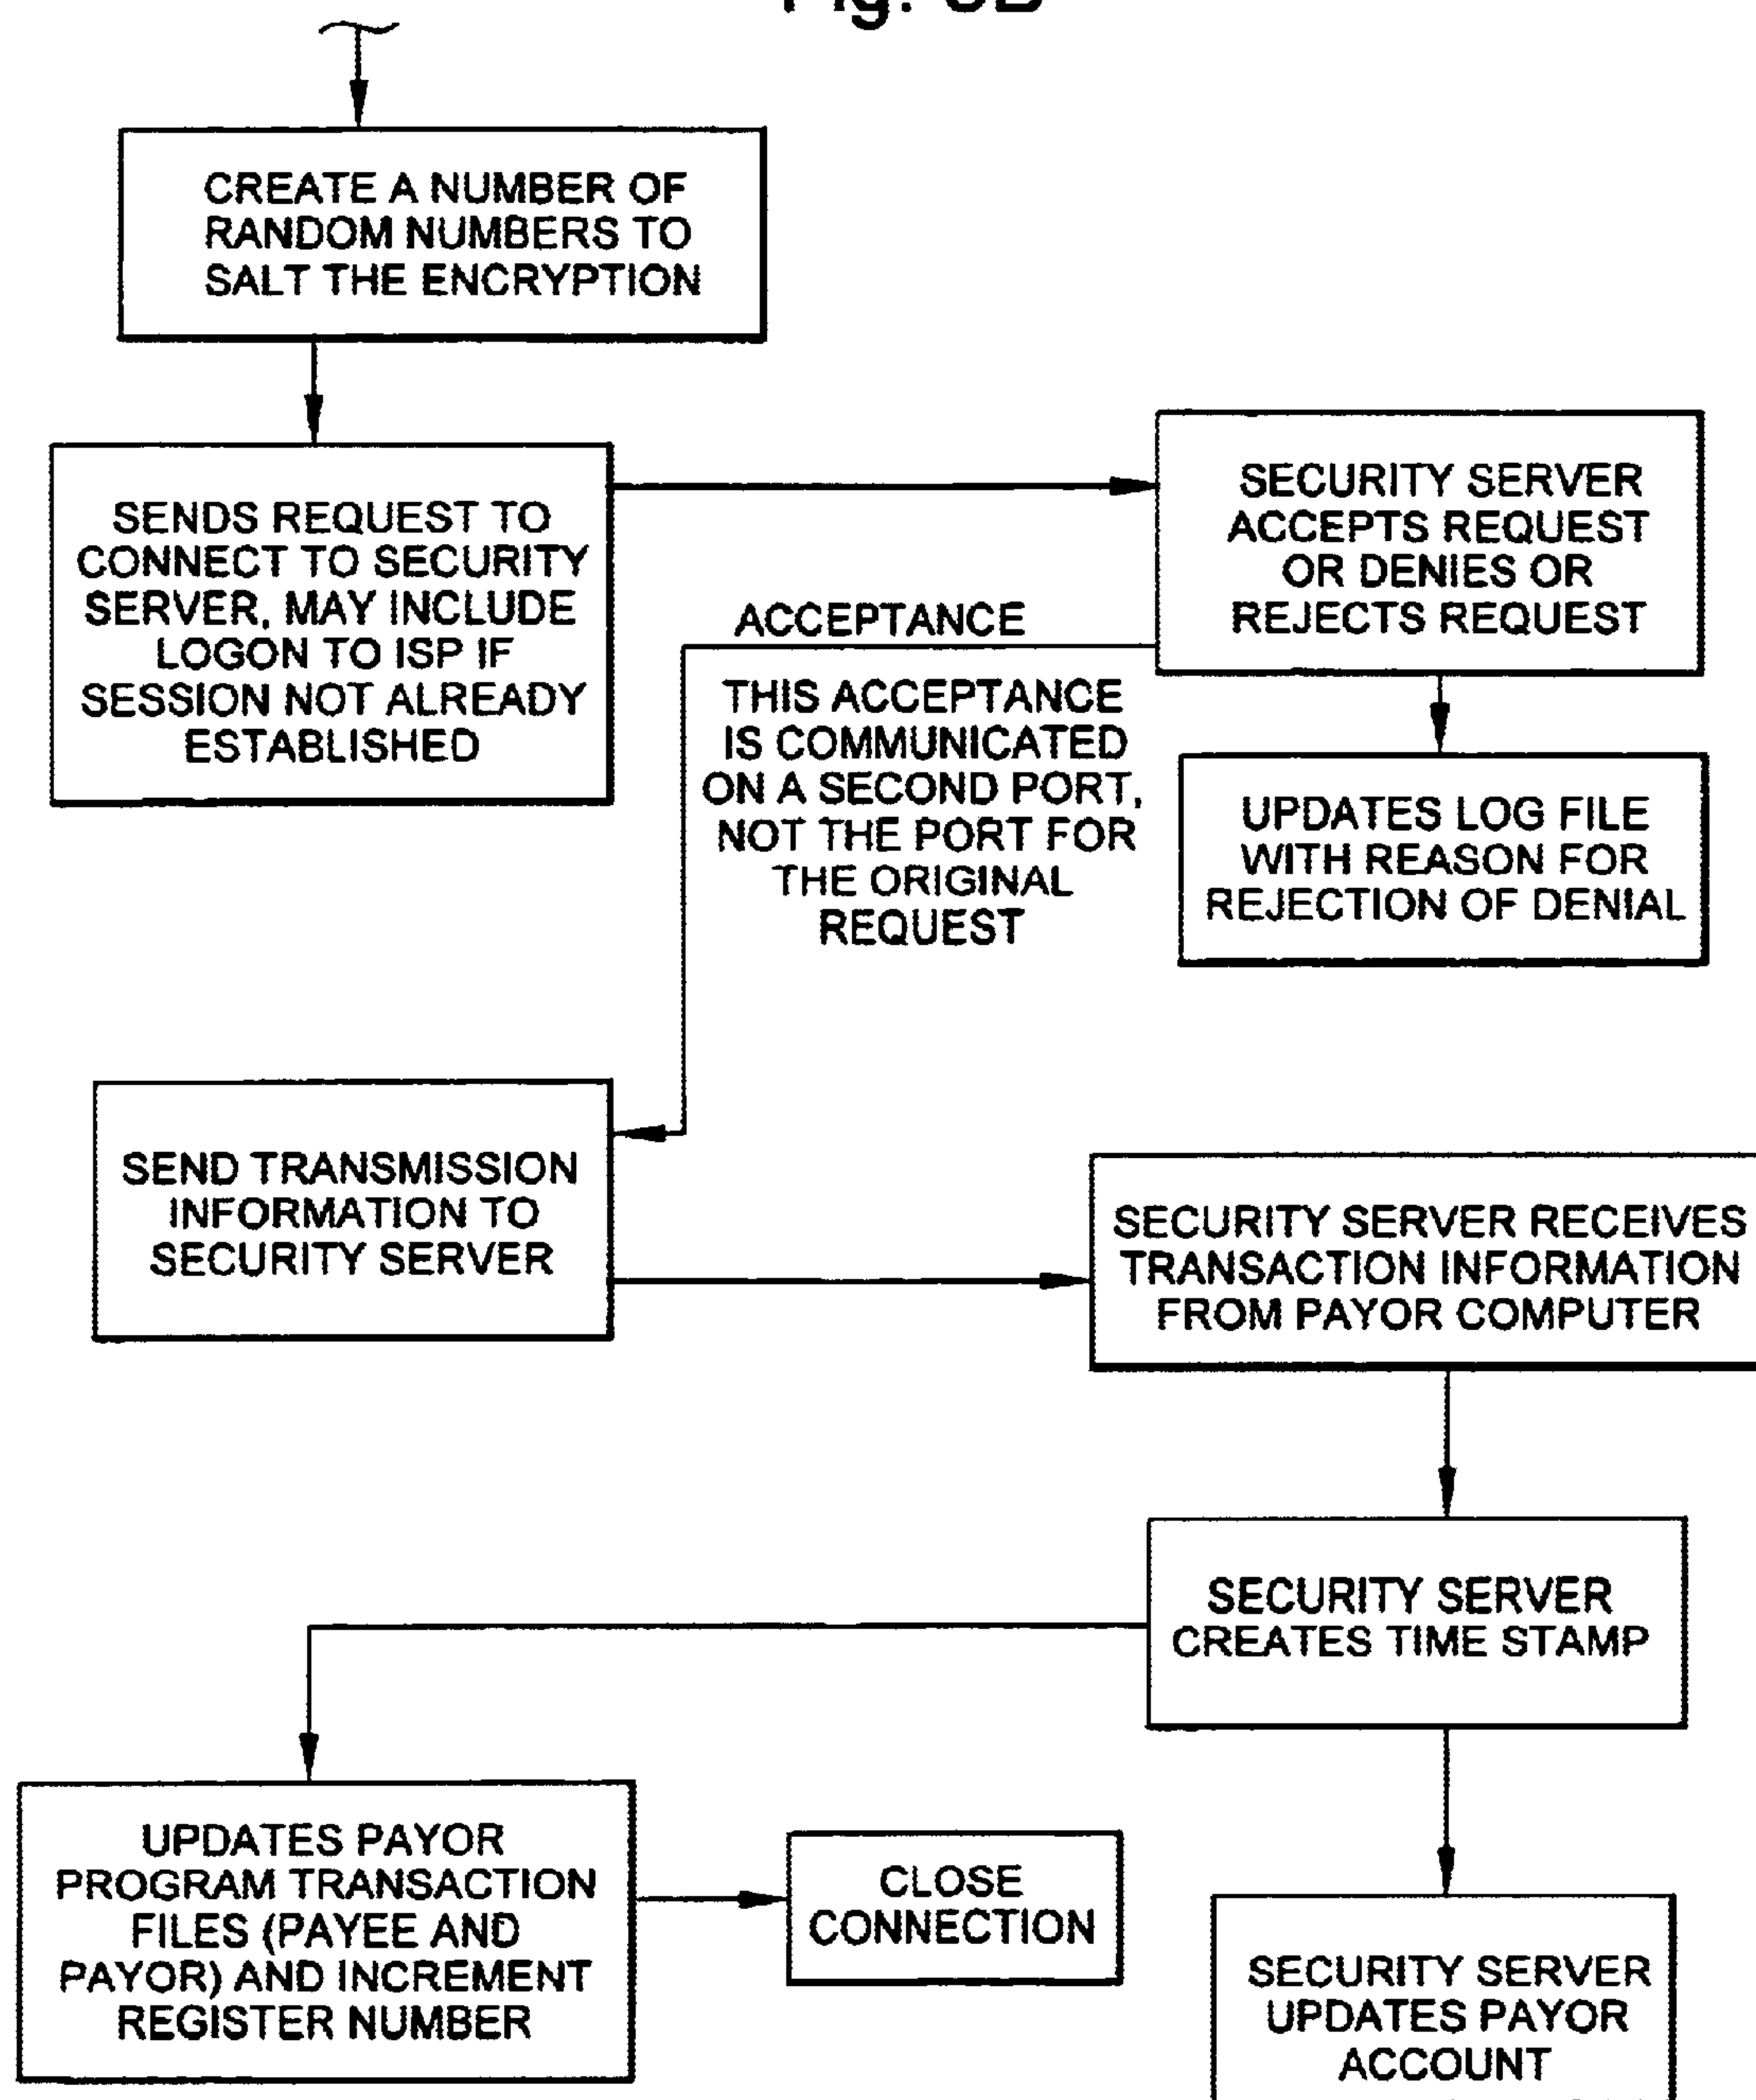 CREATE A NUMBER OF
RANDOM NUMBERS TO
SALT THE ENCRYPTION
SENDS REQUEST TO
CONNECT TO SECURITY
SERVER, MAY INCLUDE
LOGON TO ISP IF
SESSION NOT ALREADY
ESTABLISHED
SECURITY SERVER
ACCEPTS REQUEST
OR DENIES OR
REJECTS REQUEST
ACCEPTANCE
THIS ACCEPTANCE
IS COMMUNICATED
ON A SECOND PORT,
NOT THE PORT FOR
THE ORIGINAL
REQUEST
UPDATES LOG FILE
WITH REASON FOR
REJECTION OF DENIAL
SEND TRANSMISSION
INFORMATION TO
SECURITY SERVER
SECURITY SERVER RECEIVES
TRANSACTION INFORMATION
FROM PAYOR COMPUTER
SECURITY SERVER
CREATES TIME STAMP
UPDATES PAYOR
PROGRAM TRANSACTION
FILES (PAYEE AND
PAYOR) AND INCREMENT
REGISTER NUMBER
CLOSE
CONNECTION
SECURITY SERVER
UPDATES PAYOR
ACCOUNT